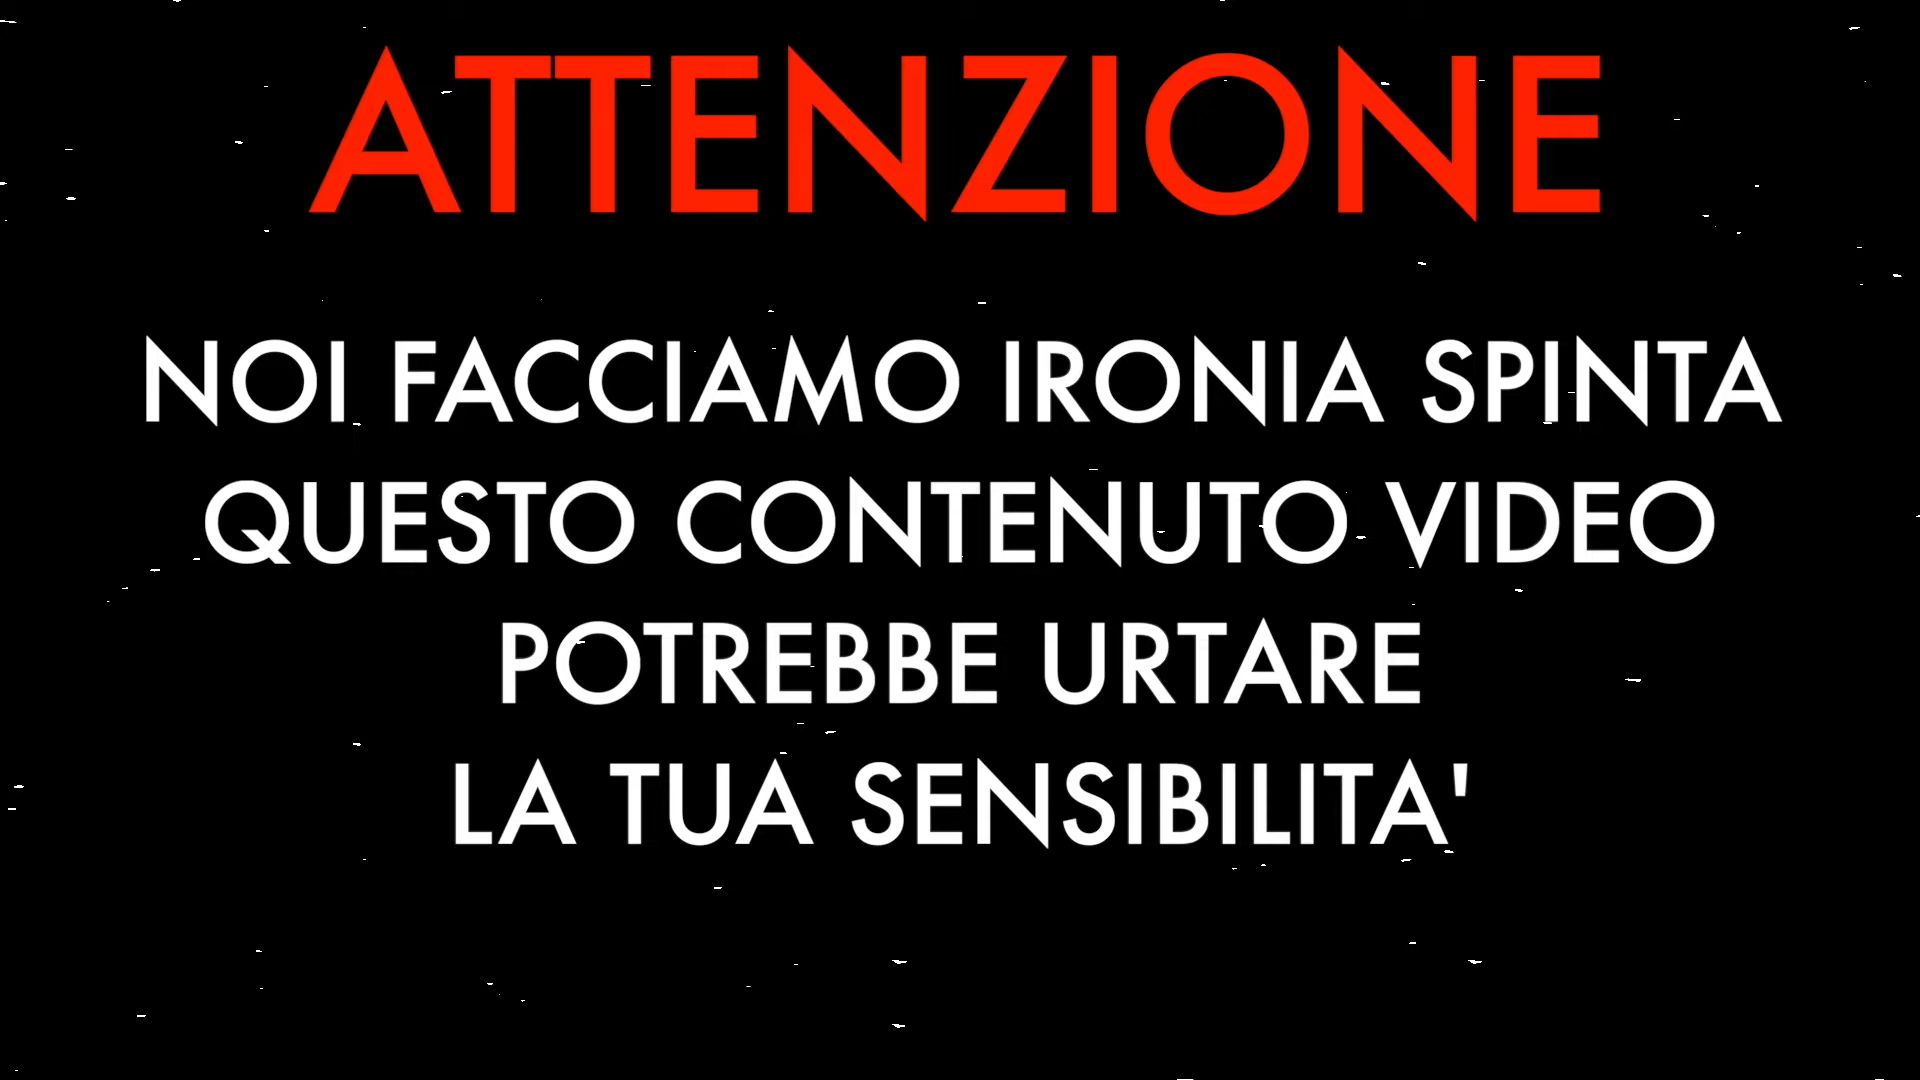 ATTENZIONE
NOI FACCIAMO IRONIA SPINTA
QUESTO CONTENUTO VIDEO
POTREBBE URTARE
LA TUA SENSIBILITA'